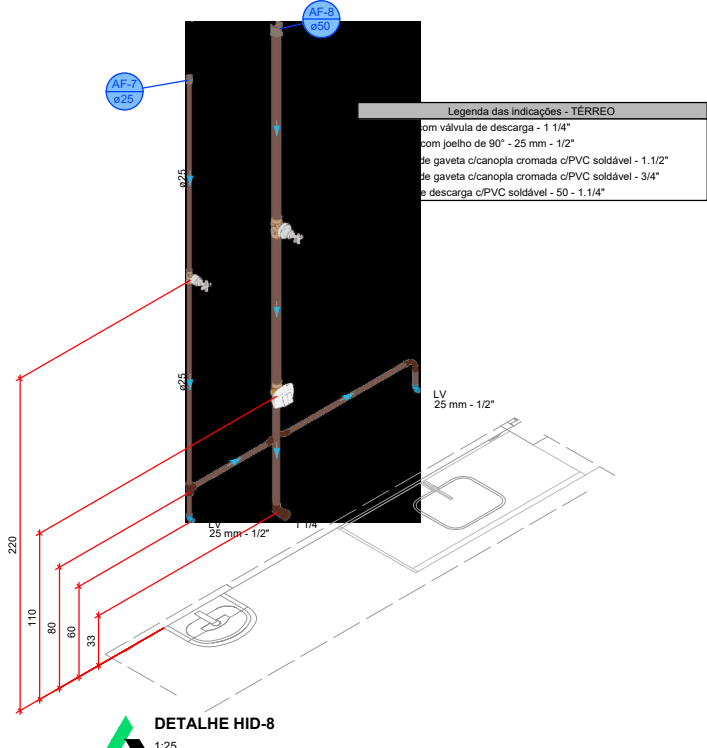 AF-8
ø50
AF-7
ø25
Legenda das indicações - TÉRREO
com válvula de descarga - 1 1/4"
com joelho de 90° - 25 mm - 1/2"
de gaveta c/canopla cromada c/PVC soldável - 1.1/2"
de gaveta c/canopla cromada c/PVC soldável - 3/4"
e descarga c/PVC soldável - 50 - 1.1/4"
ø25
ø25
LV
25 mm - 1/2"
LV
25 mm - 1/2"
1 1/4"
220
110
80
60
33
DETALHE HID-8
1:25